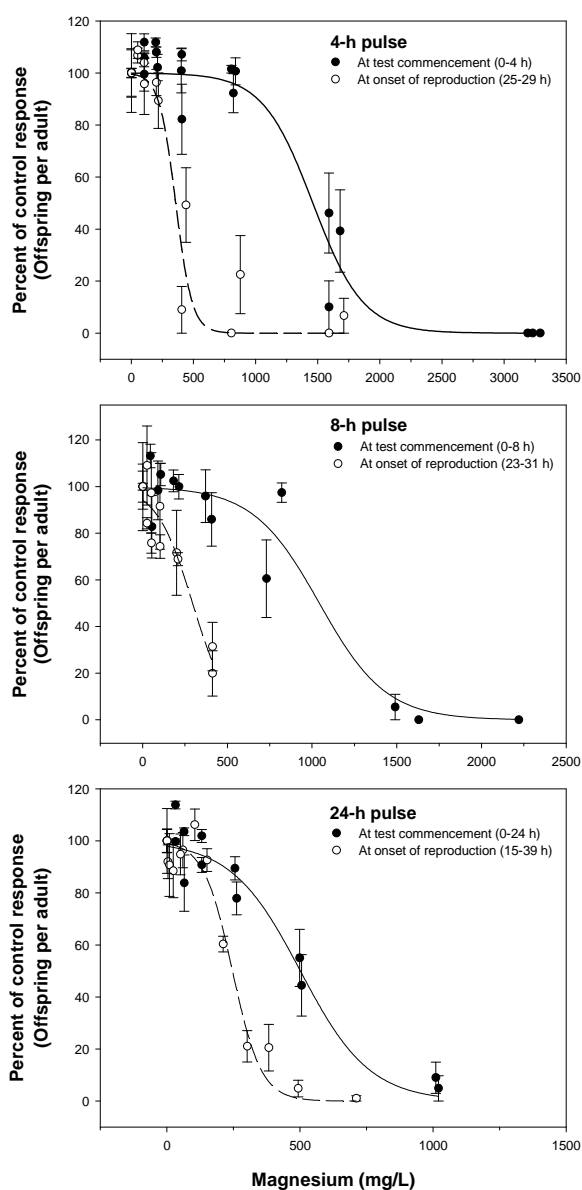 4-h pulse
At test commencement (0-4 h)
At onset of reproduction (25-29 h)
Percent of control response
(Offspring per adult)
120
100
80
60
40
20
0
0 500 1000 1500 2000 2500 3000 3500
8-h pulse
At test commencement (0-8 h)
At onset of reproduction (23-31 h)
Percent of control response
(Offspring per adult)
120
100
80
60
40
20
0
0 500 1000 1500 2000 2500
24-h pulse
At test commencement (0-24 h)
At onset of reproduction (15-39 h)
Percent of control response
(Offspring per adult)
120
100
80
60
40
20
0
0 500 1000 1500
Magnesium (mg/L)